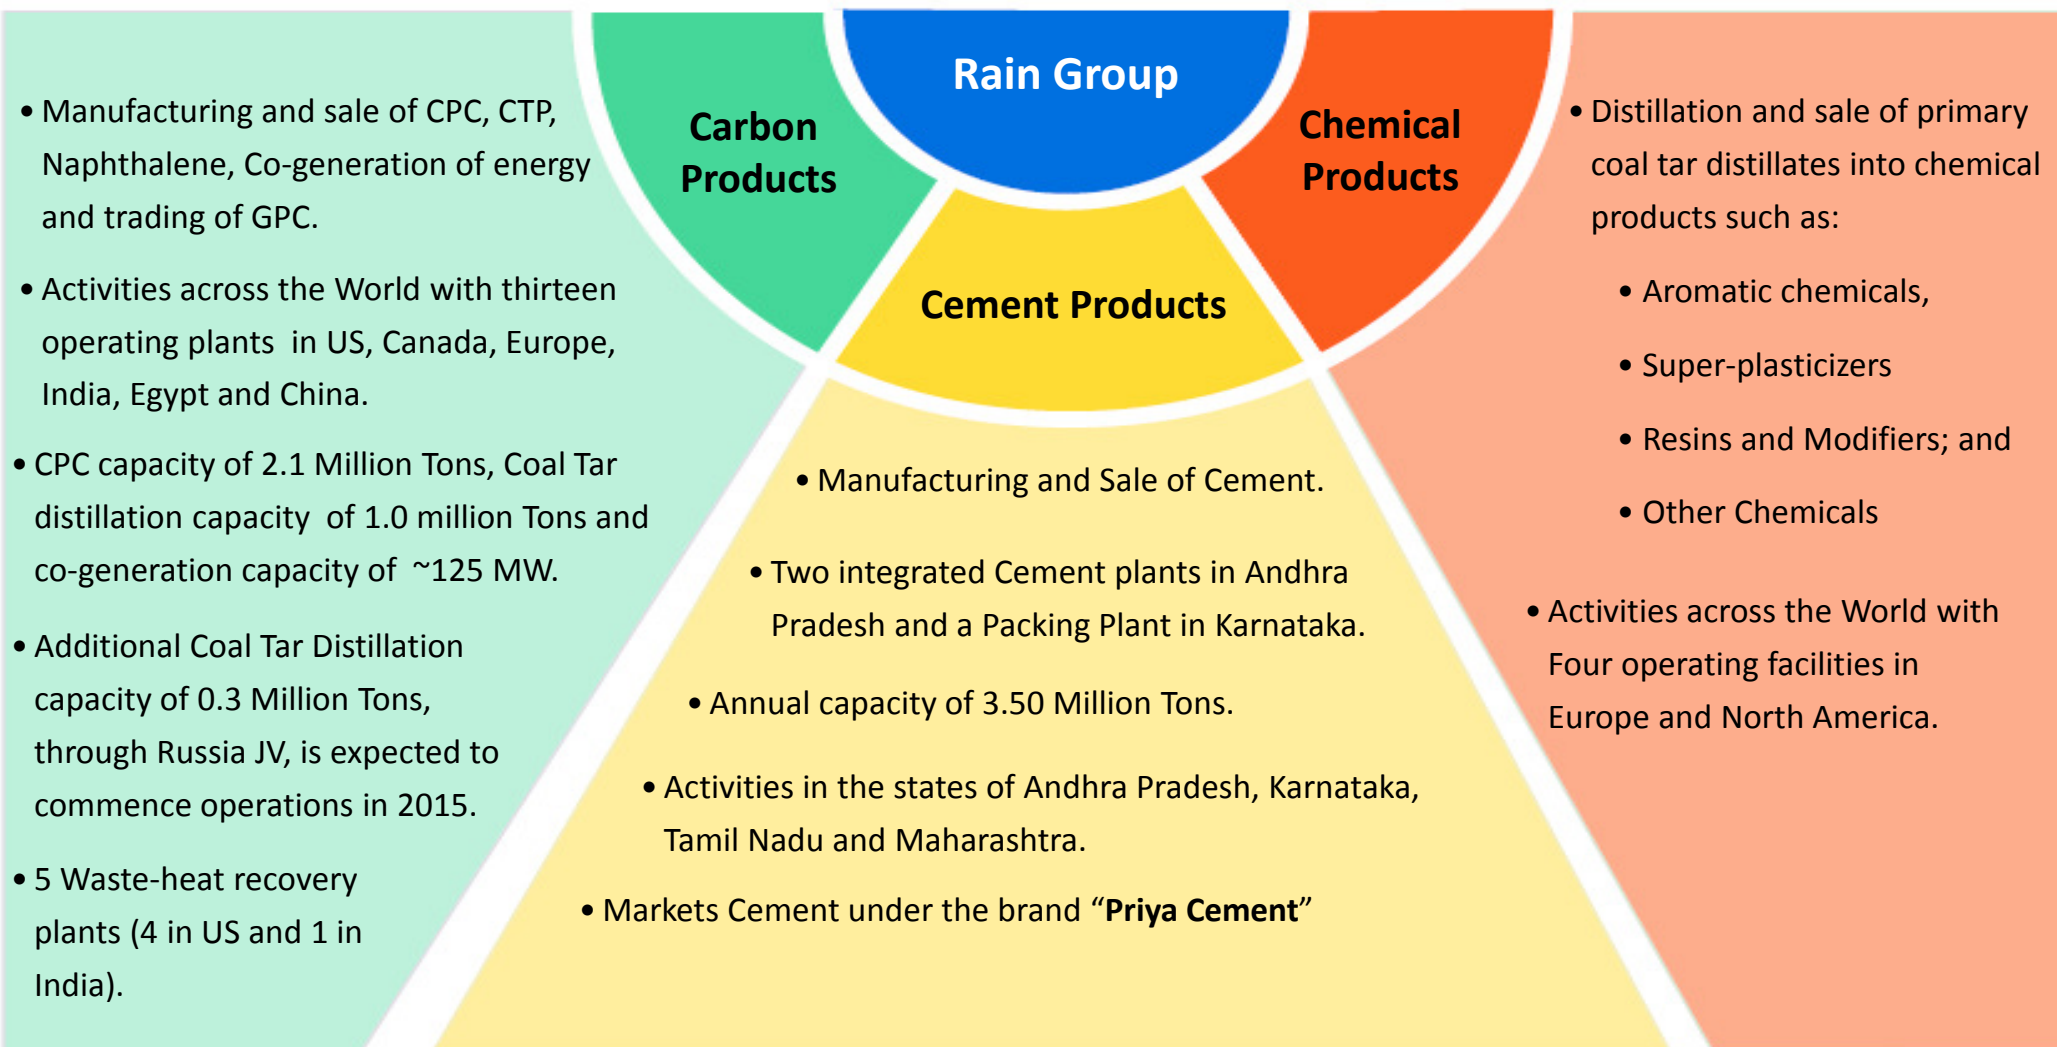 Rain Group
Carbon
Products
• Manufacturing and sale of CPC, CTP,
Naphthalene, Co-generation of energy
and trading of GPC.
• Activities across the World with thirteen
operating plants in US, Canada, Europe,
India, Egypt and China.
• CPC capacity of 2.1 Million Tons, Coal Tar
distillation capacity of 1.0 million Tons and
co-generation capacity of ~125 MW.
• Additional Coal Tar Distillation
capacity of 0.3 Million Tons,
through Russia JV, is expected to
commence operations in 2015.
• 5 Waste-heat recovery
plants (4 in US and 1 in
India).
Cement Products
• Manufacturing and Sale of Cement.
• Two integrated Cement plants in Andhra
Pradesh and a Packing Plant in Karnataka.
• Annual capacity of 3.50 Million Tons.
• Activities in the states of Andhra Pradesh, Karnataka,
Tamil Nadu and Maharashtra.
• Markets Cement under the brand “Priya Cement”
Chemical
Products
• Distillation and sale of primary
coal tar distillates into chemical
products such as:
• Aromatic chemicals,
• Super-plasticizers
• Resins and Modifiers; and
• Other Chemicals
• Activities across the World with
Four operating facilities in
Europe and North America.